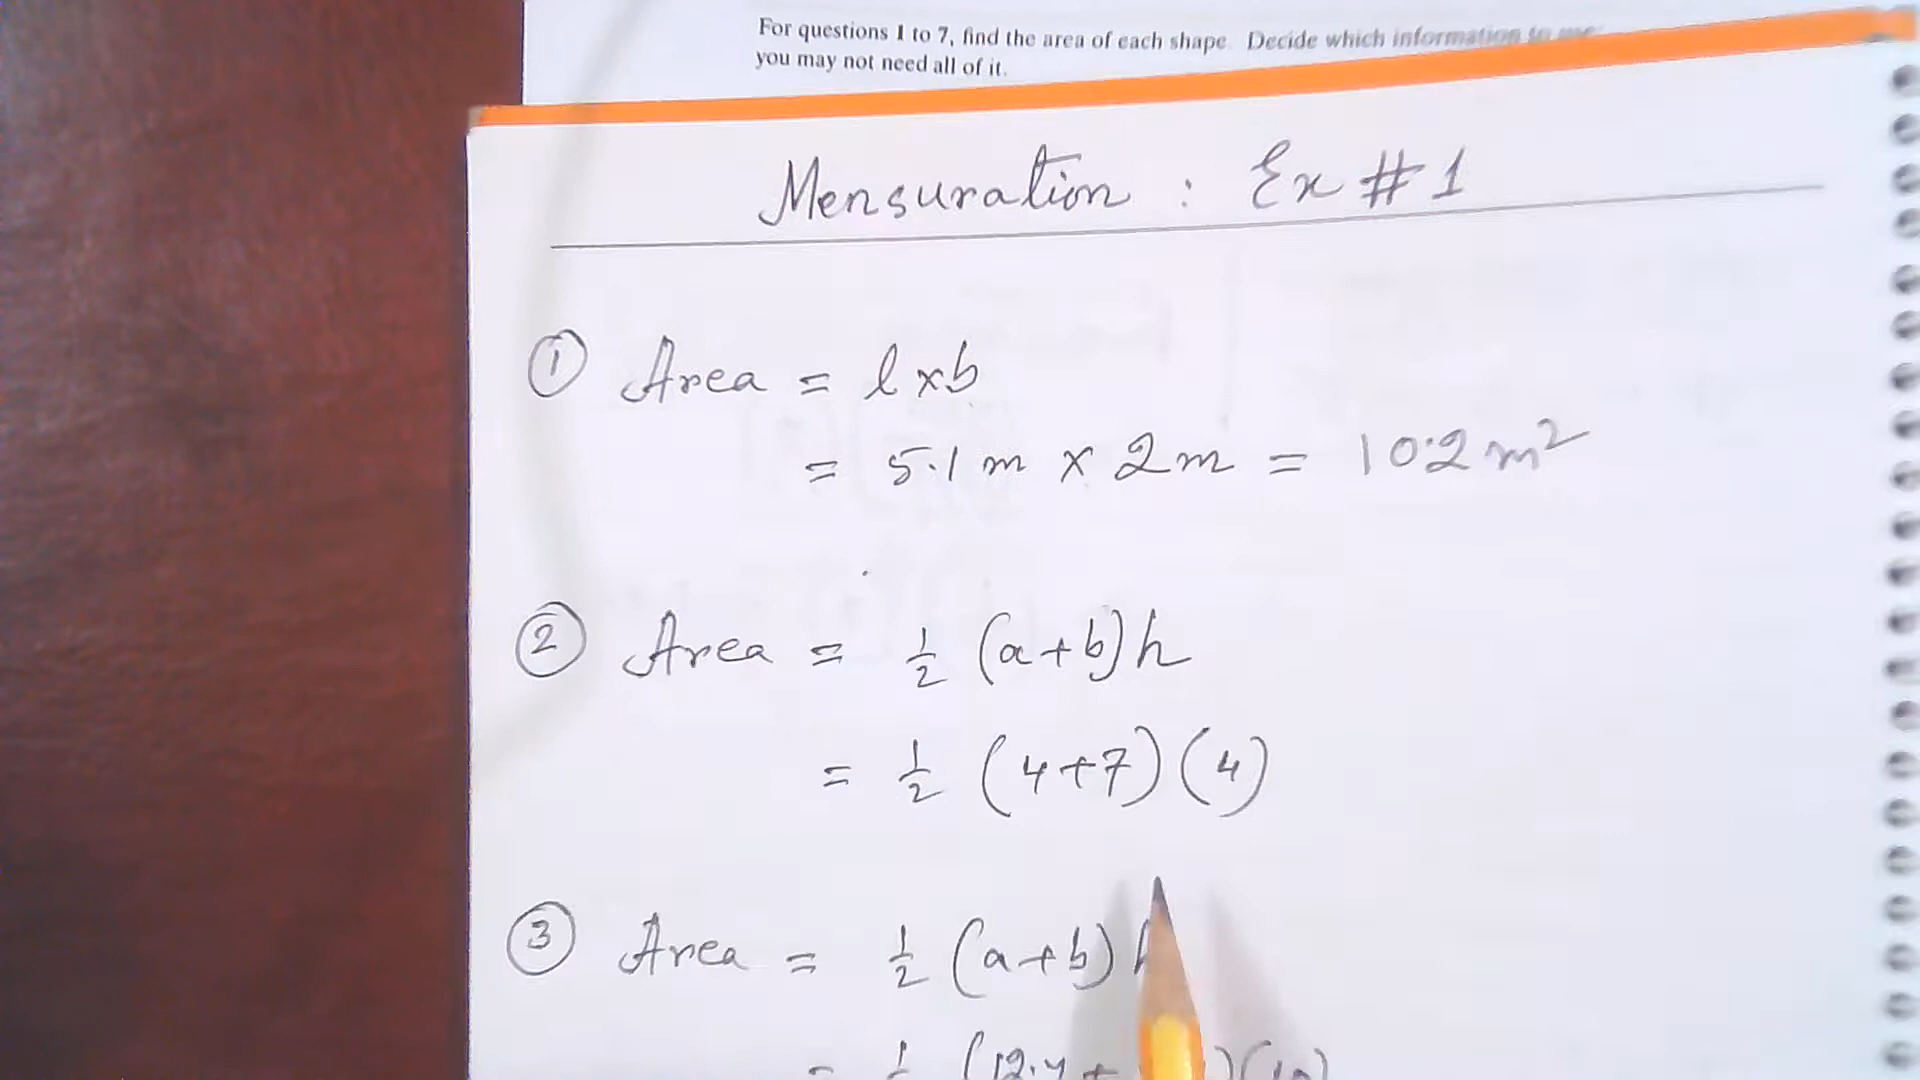 For questions 1 to 7, find the area of each shape. Decide which information to use:
you may not need all of it.
Mensuration : Ex # 1
① Area = l×b
= 5.1 m × 2 m = 10.2 m²
② Area = ½ (a+b)h
= ½ (4+7)(4)
③ Area = ½ (a+b)